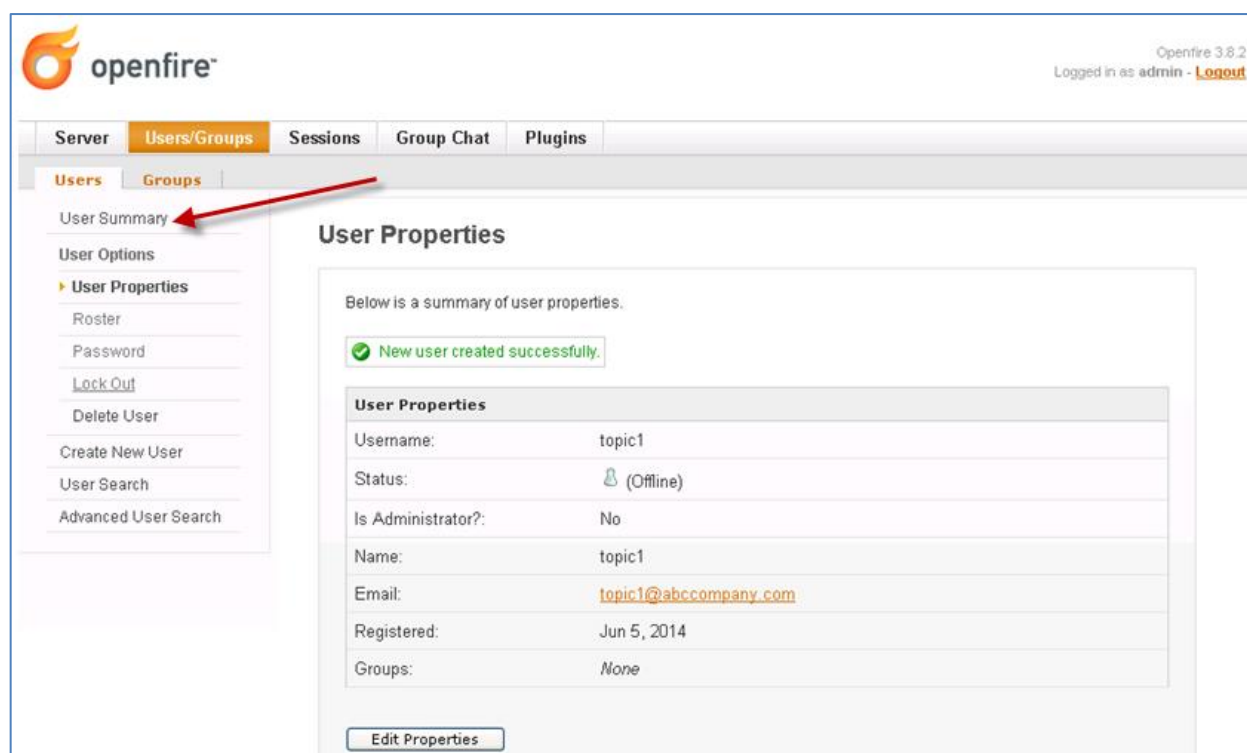 openfire
Openfire 3.8.2
Logged in as admin - Logout
Server Users/Groups Sessions Group Chat Plugins
Users Groups
User Summary
User Options
User Properties
Roster
Password
Lock Out
Delete User
Create New User
User Search
Advanced User Search
User Properties
Below is a summary of user properties.
New user created successfully.
User Properties
Username: topic1
Status: (Offline)
Is Administrator?: No
Name: topic1
Email: topic1@abccompany.com
Registered: Jun 5, 2014
Groups: None
Edit Properties